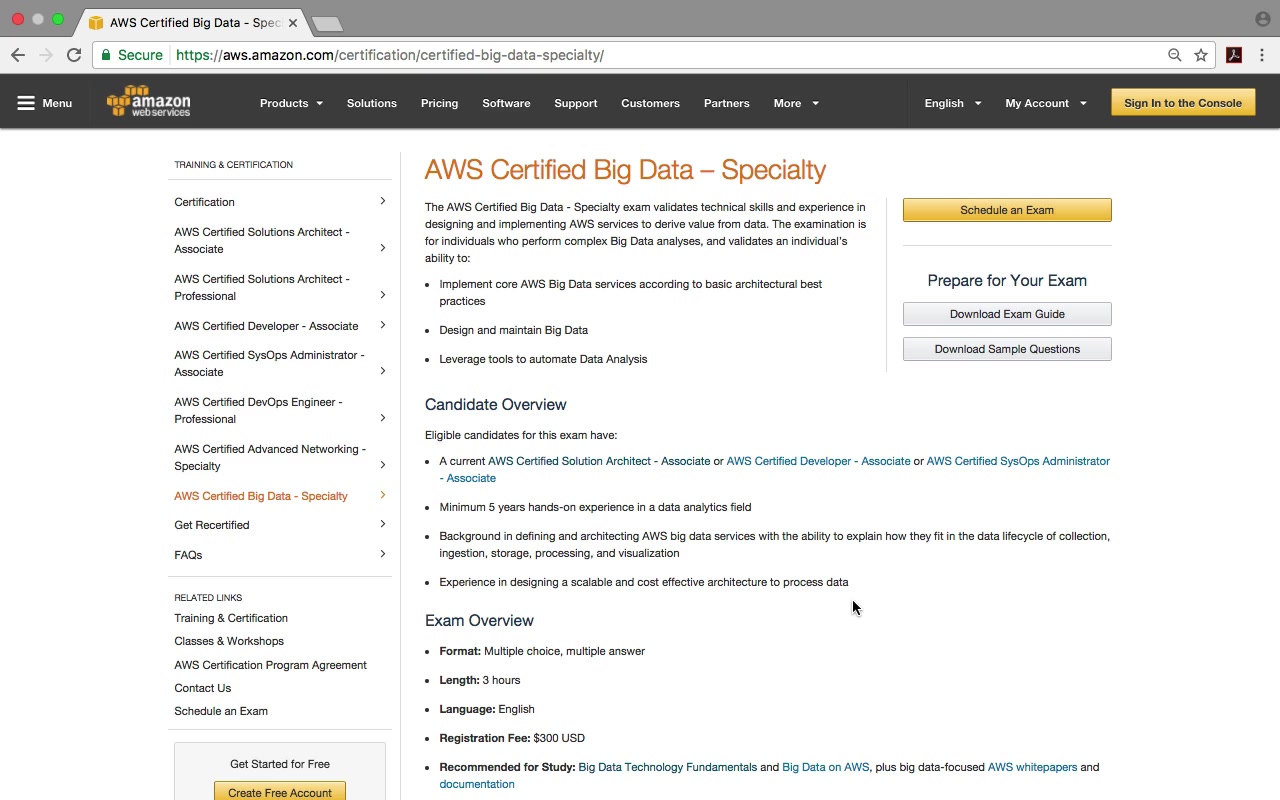 AWS Certified Big Data - Spec
Secure https://aws.amazon.com/certification/certified-big-data-specialty/
Menu
amazon
web services
Products
Solutions
Pricing
Software
Support
Customers
Partners
More
English
My Account
Sign In to the Console
TRAINING & CERTIFICATION
Certification
AWS Certified Solutions Architect -
Associate
AWS Certified Solutions Architect -
Professional
AWS Certified Developer - Associate
AWS Certified SysOps Administrator -
Associate
AWS Certified DevOps Engineer -
Professional
AWS Certified Advanced Networking -
Specialty
AWS Certified Big Data - Specialty
Get Recertified
FAQs
RELATED LINKS
Training & Certification
Classes & Workshops
AWS Certification Program Agreement
Contact Us
Schedule an Exam
Get Started for Free
Create Free Account
AWS Certified Big Data – Specialty
The AWS Certified Big Data - Specialty exam validates technical skills and experience in
designing and implementing AWS services to derive value from data. The examination is
for individuals who perform complex Big Data analyses, and validates an individual's
ability to:
• Implement core AWS Big Data services according to basic architectural best
practices
• Design and maintain Big Data
• Leverage tools to automate Data Analysis
Schedule an Exam
Prepare for Your Exam
Download Exam Guide
Download Sample Questions
Candidate Overview
Eligible candidates for this exam have:
• A current AWS Certified Solution Architect - Associate or AWS Certified Developer - Associate or AWS Certified SysOps Administrator
- Associate
• Minimum 5 years hands-on experience in a data analytics field
• Background in defining and architecting AWS big data services with the ability to explain how they fit in the data lifecycle of collection,
ingestion, storage, processing, and visualization
• Experience in designing a scalable and cost effective architecture to process data
Exam Overview
• Format: Multiple choice, multiple answer
• Length: 3 hours
• Language: English
• Registration Fee: $300 USD
• Recommended for Study: Big Data Technology Fundamentals and Big Data on AWS, plus big data-focused AWS whitepapers and
documentation